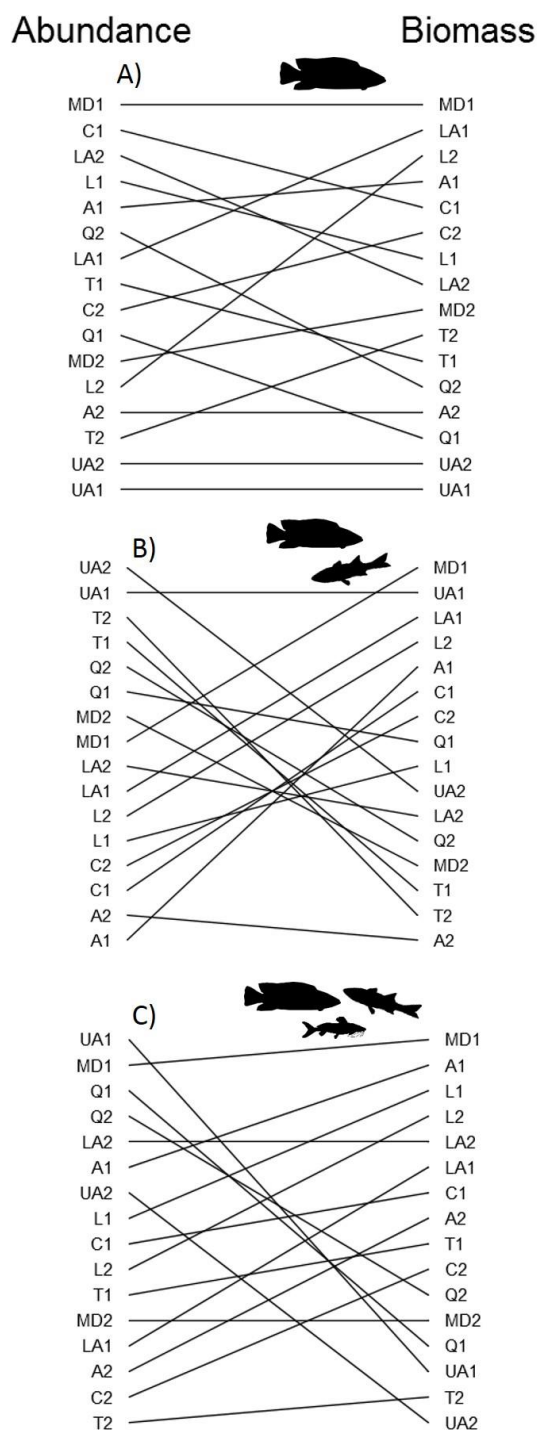 Abundance Biomass
A)
MD1 MD1
C1 LA1
LA2 L2
L1 A1
A1 C1
Q2 C2
LA1 L1
T1 LA2
C2 MD2
Q1 T2
MD2 T1
L2 Q2
A2 A2
T2 Q1
UA2 UA2
UA1 UA1
B)
UA2 MD1
UA1 UA1
T2 LA1
T1 L2
Q2 A1
Q1 C1
MD2 C2
MD1 Q1
LA2 L1
LA1 UA2
L2 LA2
L1 Q2
C2 MD2
C1 T1
A2 T2
A1 A2
C)
UA1 MD1
MD1 A1
Q1 L1
Q2 L2
LA2 LA2
A1 LA1
UA2 C1
L1 A2
C1 T1
L2 C2
T1 Q2
MD2 MD2
LA1 Q1
A2 UA1
C2 T2
T2 UA2